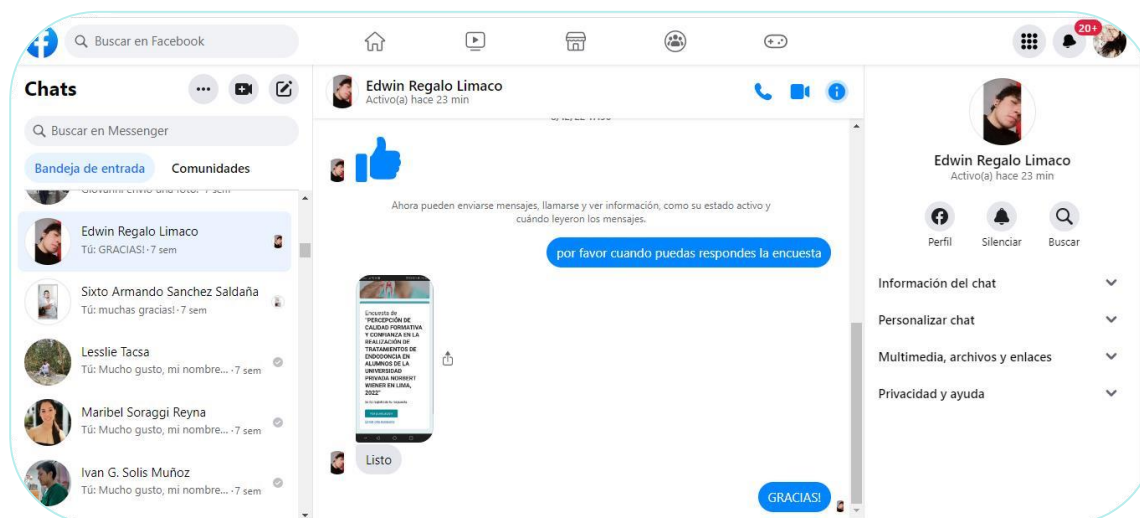 Buscar en Facebook
20+
Chats
Buscar en Messenger
Bandeja de entrada
Comunidades
Edwin Regalo Limaco
Tú: GRACIAS! · 7 sem
Sixto Armando Sanchez Saldaña
Tú: muchas gracias! · 7 sem
Lesslie Tacsa
Tú: Mucho gusto, mi nombre... · 7 sem
Maribel Soraggi Reyna
Tú: Mucho gusto, mi nombre... · 7 sem
Ivan G. Solis Muñoz
Tú: Mucho gusto, mi nombre... · 7 sem
Edwin Regalo Limaco
Activo(a) hace 23 min
Ahora pueden enviarse mensajes, llamarse y ver información, como su estado activo y
cuándo leyeron los mensajes.
por favor cuando puedas respondes la encuesta
Encuesta de
"PERCEPCIÓN DE
CALIDAD FORMATIVA
Y CONFIANZA EN LA
REALIZACIÓN DE
TRATAMIENTOS DE
ENDODONCIA EN
ALUMNOS DE LA
UNIVERSIDAD
PRIVADA NORBERT
WIENER EN LIMA,
2022"
Listo
GRACIAS!
Edwin Regalo Limaco
Activo(a) hace 23 min
Perfil
Silenciar
Buscar
Información del chat
Personalizar chat
Multimedia, archivos y enlaces
Privacidad y ayuda